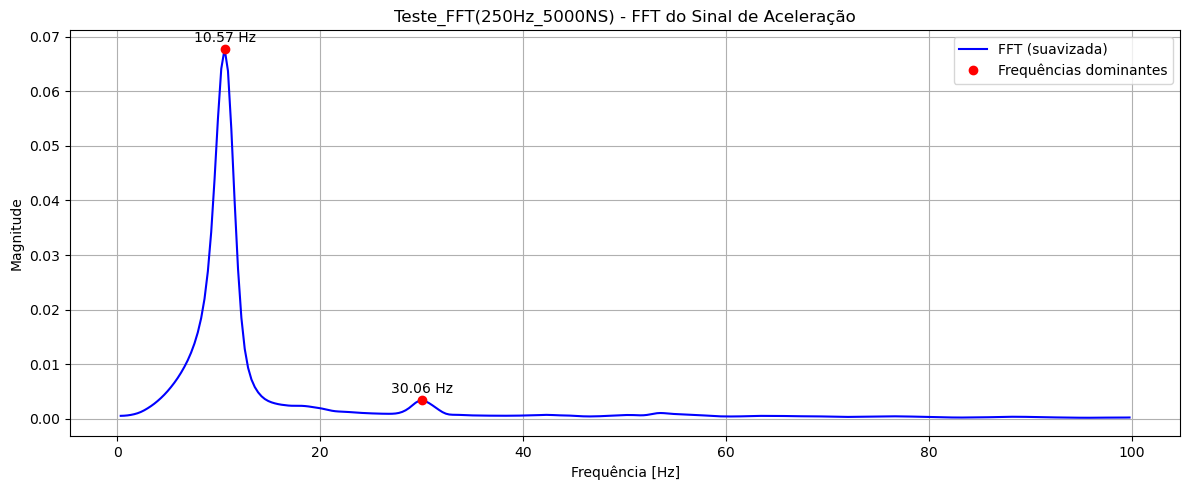 Teste_FFT(250Hz_5000NS) - FFT do Sinal de Aceleração
10.57 Hz
FFT (suavizada)
Frequências dominantes
30.06 Hz
0.07
0.06
0.05
0.04
0.03
0.02
0.01
0.00
Magnitude
0 20 40 60 80 100
Frequência [Hz]